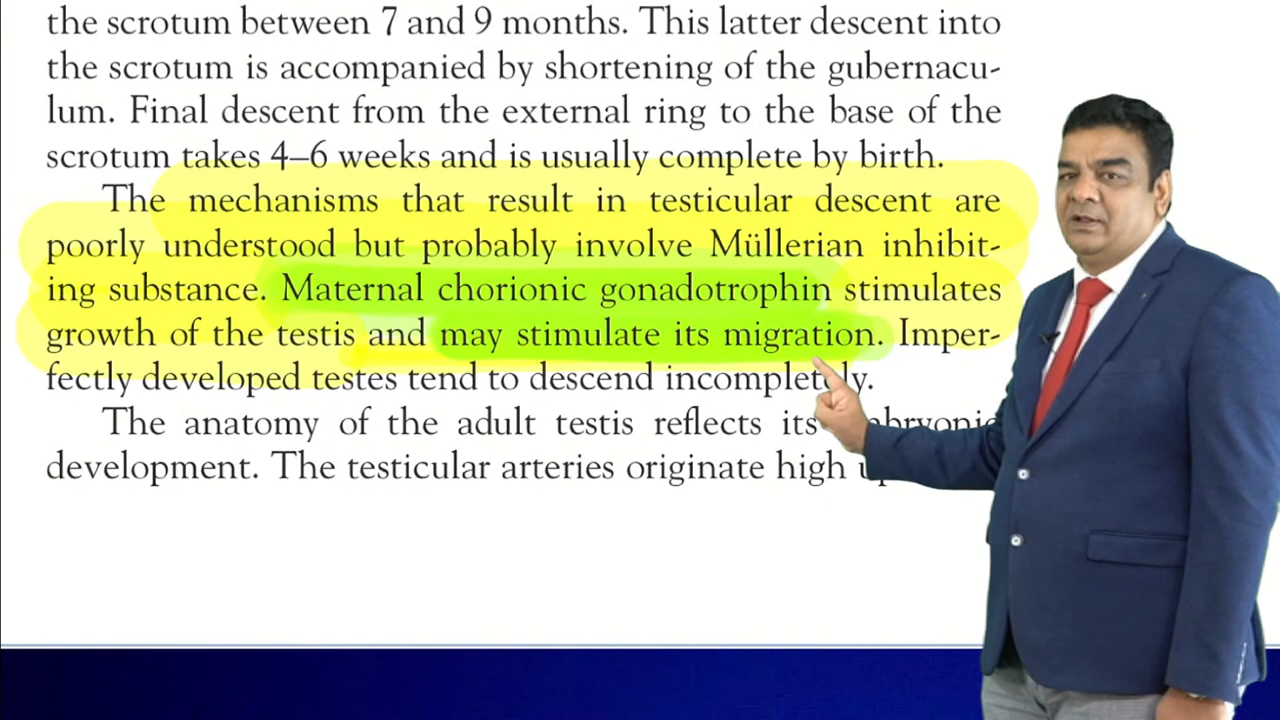 the scrotum between 7 and 9 months. This latter descent into
the scrotum is accompanied by shortening of the gubernacu-
lum. Final descent from the external ring to the base of the
scrotum takes 4–6 weeks and is usually complete by birth.
The mechanisms that result in testicular descent are
poorly understood but probably involve Müllerian inhibit-
ing substance. Maternal chorionic gonadotrophin stimulates
growth of the testis and may stimulate its migration. Imper-
fectly developed testes tend to descend incompletely.
The anatomy of the adult testis reflects its embryonic
development. The testicular arteries originate high